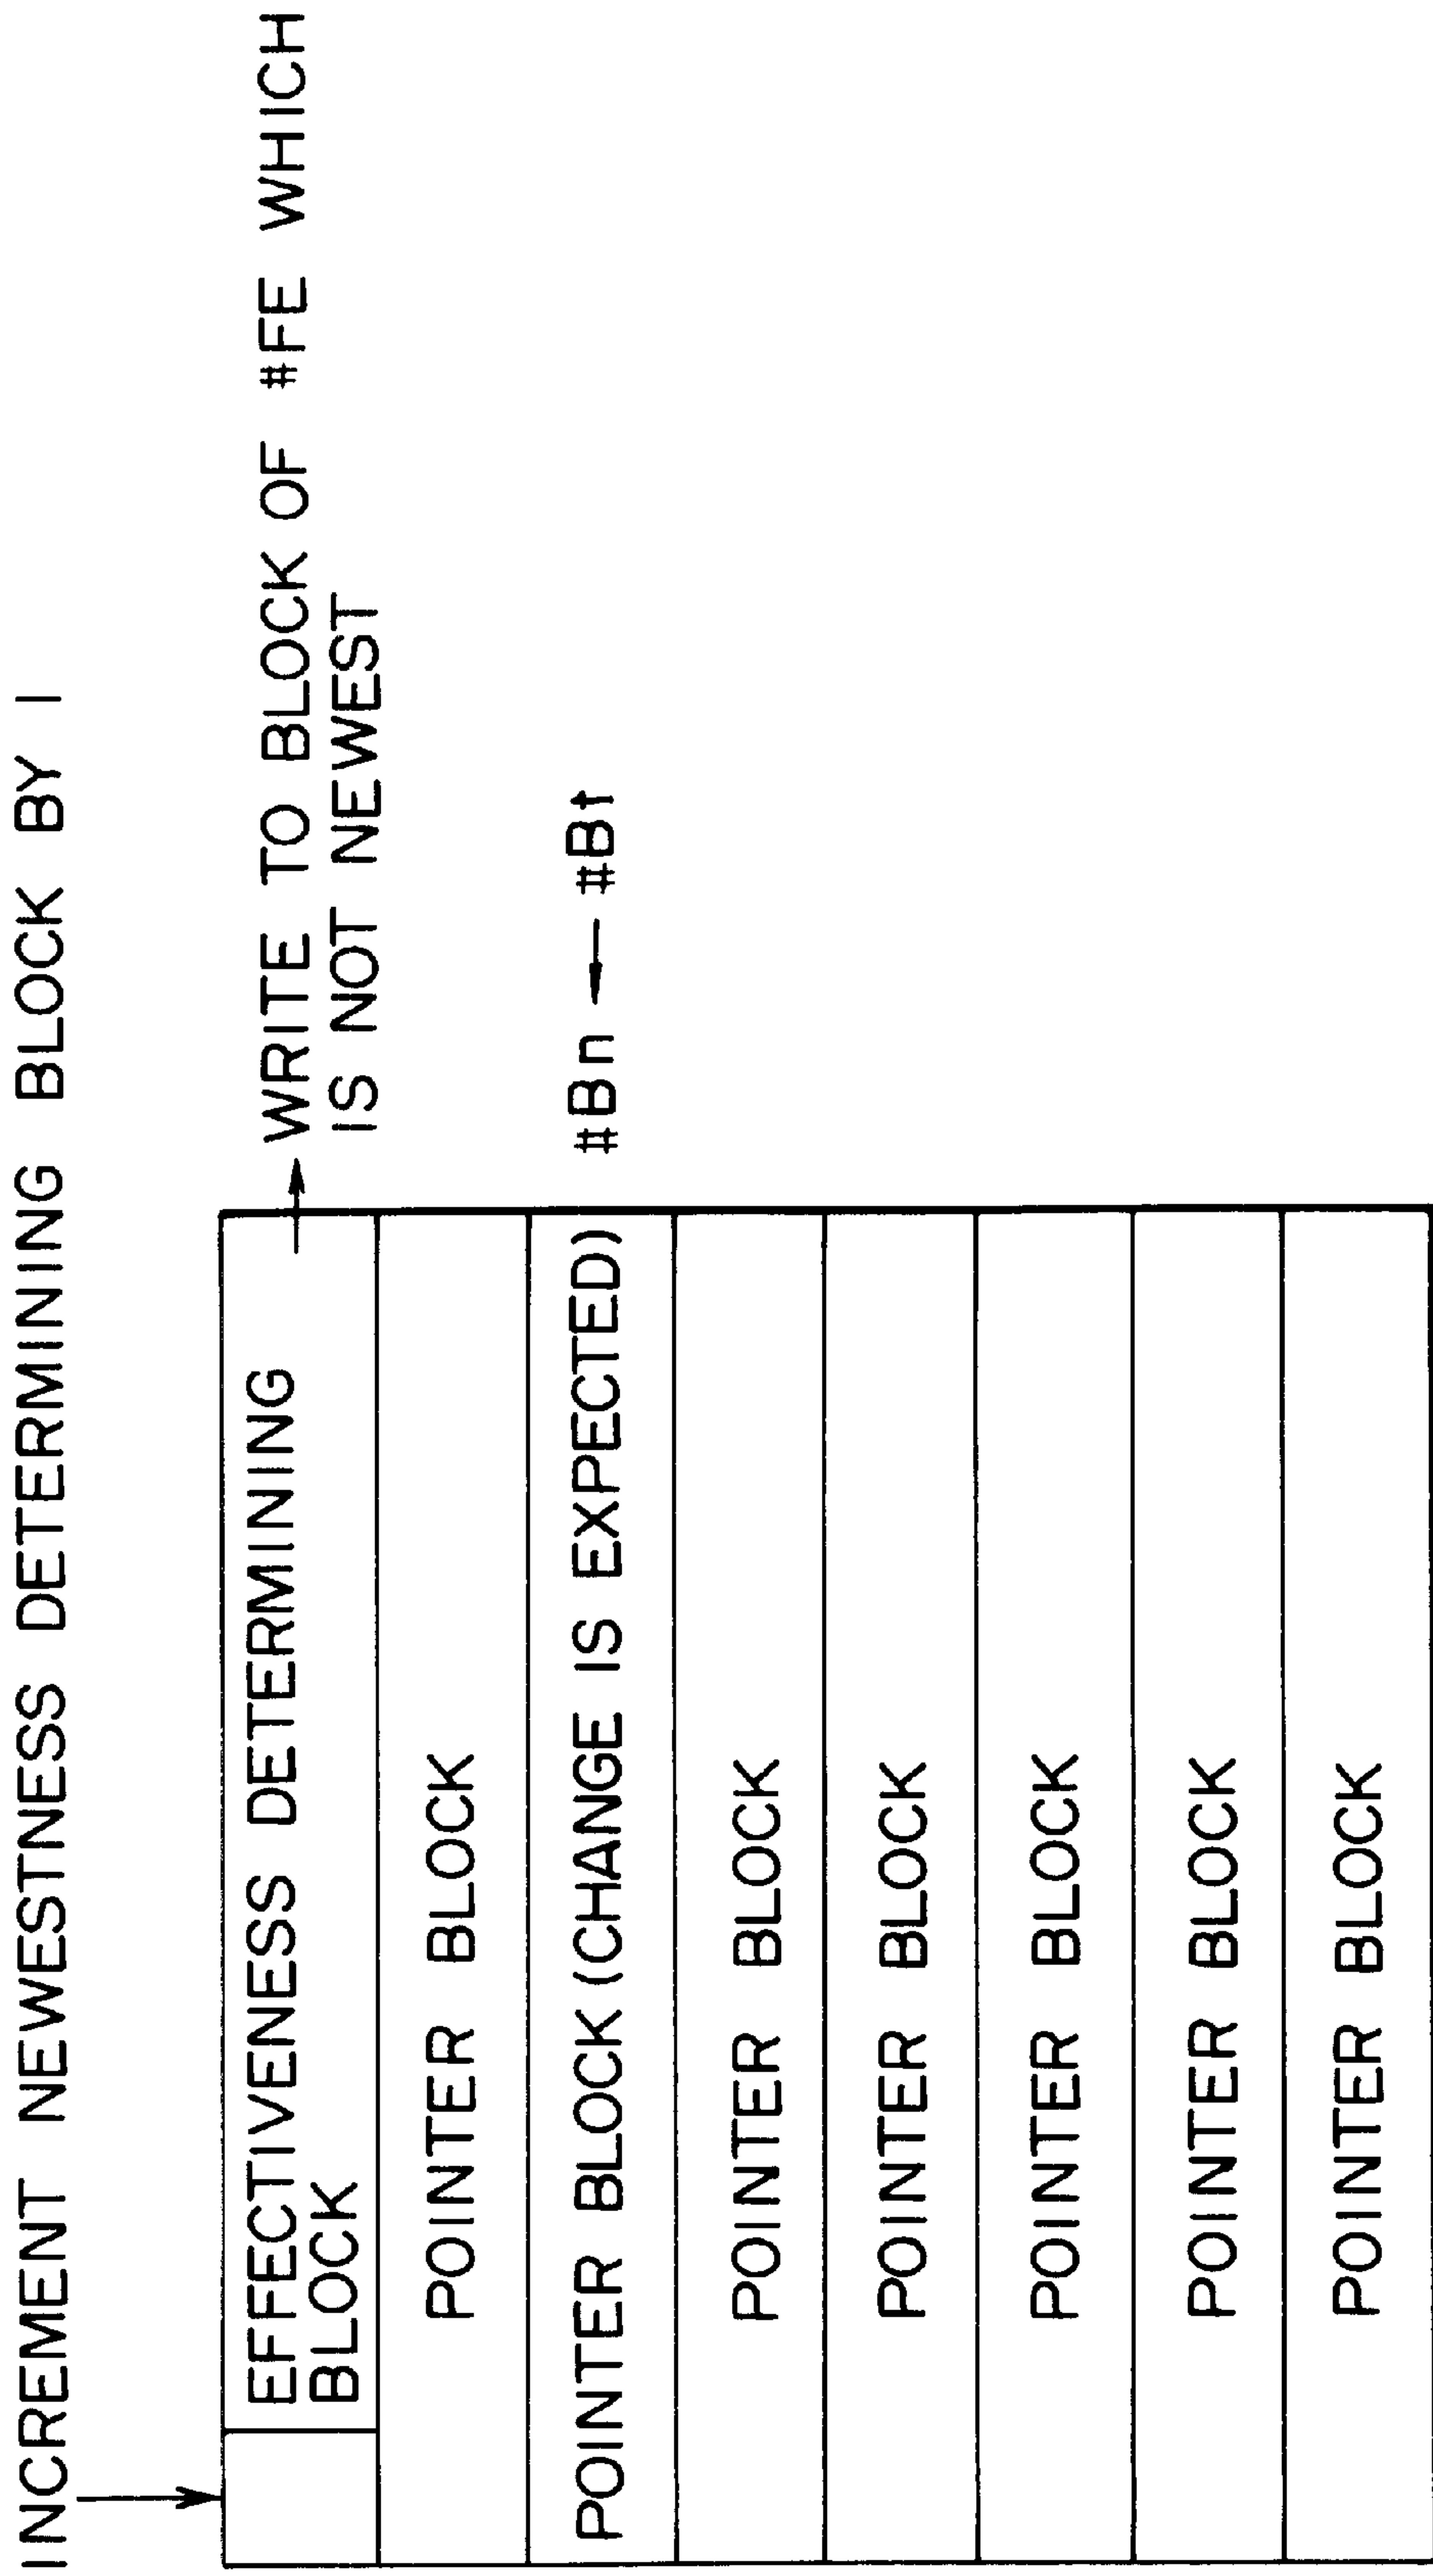 INCREMENT NEWESTNESS DETERMINING BLOCK BY 1
EFFECTIVENESS DETERMINING
BLOCK
WRITE TO BLOCK OF #FE WHICH
IS NOT NEWEST
POINTER BLOCK
POINTER BLOCK (CHANGE IS EXPECTED)
#Bn ← #Bt
POINTER BLOCK
POINTER BLOCK
POINTER BLOCK
POINTER BLOCK
POINTER BLOCK